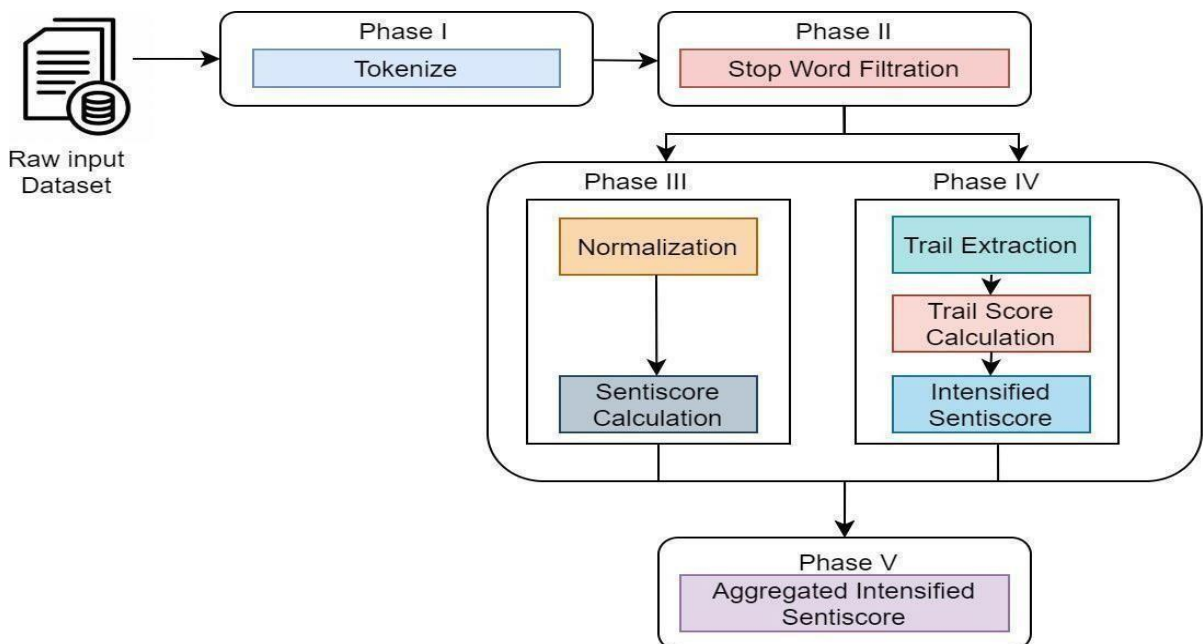 Raw input
Dataset
Phase I
Tokenize
Phase II
Stop Word Filtration
Phase III
Normalization
Sentiscore
Calculation
Phase IV
Trail Extraction
Trail Score
Calculation
Intensified
Sentiscore
Phase V
Aggregated Intensified
Sentiscore